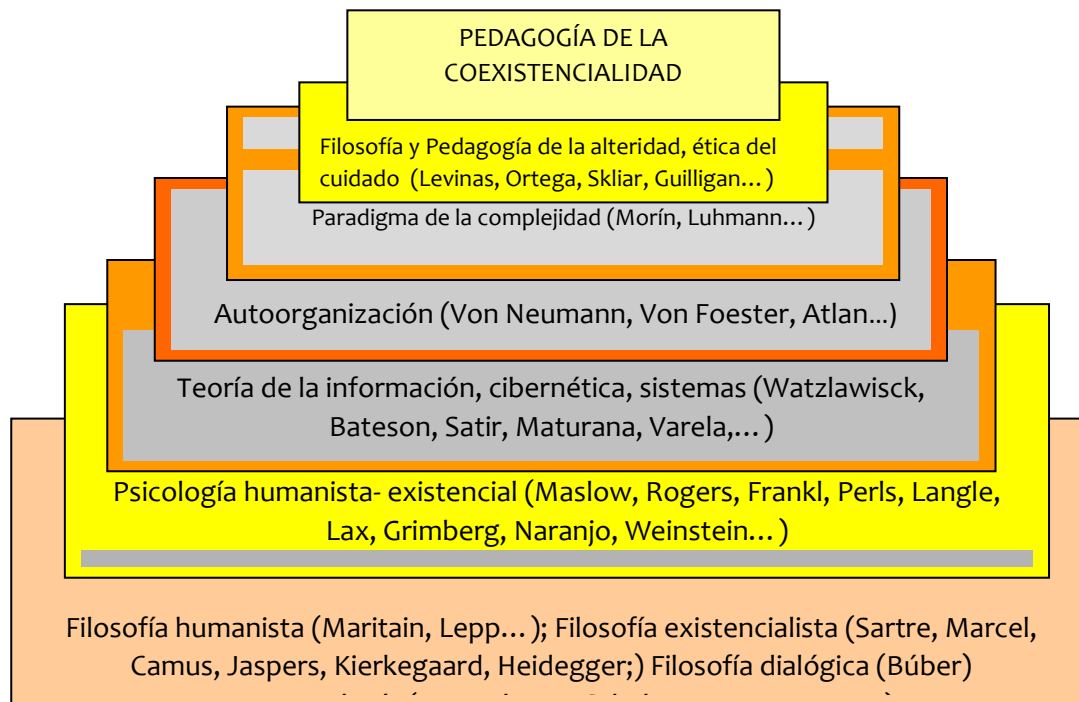 PEDAGOGÍA DE LA
COEXISTENCIALIDAD
Filosofía y Pedagogía de la alteridad, ética del
cuidado (Levinas, Ortega, Skliar, Guilligan…)
Paradigma de la complejidad (Morín, Luhmann…)
Autoorganización (Von Neumann, Von Foester, Atlan...)
Teoría de la información, cibernética, sistemas (Watzlawisck,
Bateson, Satir, Maturana, Varela,…)
Psicología humanista- existencial (Maslow, Rogers, Frankl, Perls, Langle,
Lax, Grimberg, Naranjo, Weinstein…)
Filosofía humanista (Maritain, Lepp…); Filosofía existencialista (Sartre, Marcel,
Camus, Jaspers, Kierkegaard, Heidegger;) Filosofía dialógica (Búber)